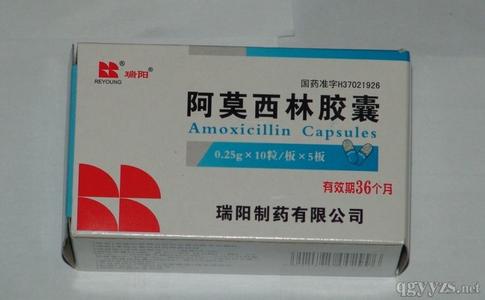 ® 瑞阳®
REYOUNG
国药准字H37021926
阿莫西林胶囊
Amoxicillin Capsules
0.25g×10粒/板×5板
有效期36个月
瑞阳制药有限公司
qgyyzs.net